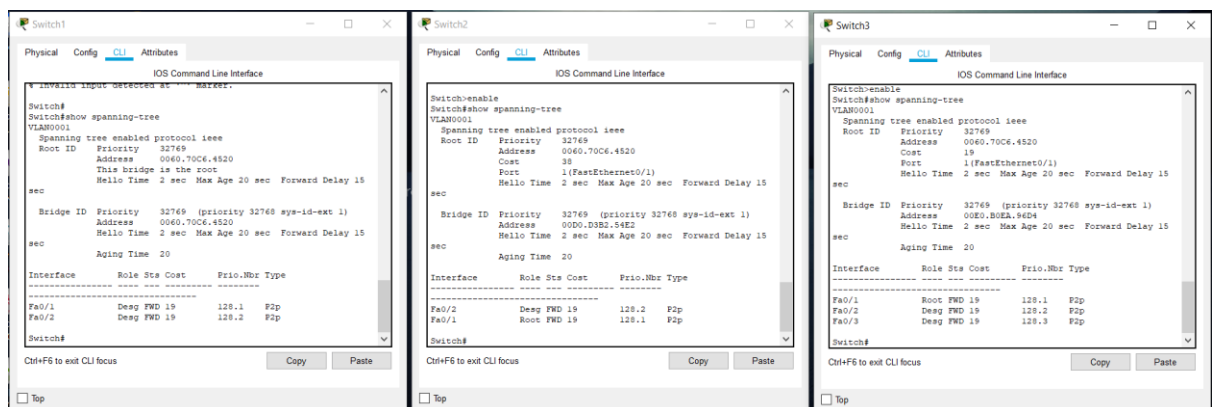 Switch1
Physical Config CLI Attributes
IOS Command Line Interface
% Invalid input detected at '^' marker.
Switch#
Switch#show spanning-tree
VLAN0001
Spanning tree enabled protocol ieee
Root ID Priority 32769
Address 0060.70C6.4520
This bridge is the root
Hello Time 2 sec Max Age 20 sec Forward Delay 15
sec
Bridge ID Priority 32769 (priority 32768 sys-id-ext 1)
Address 0060.70C6.4520
Hello Time 2 sec Max Age 20 sec Forward Delay 15
sec
Aging Time 20
Interface Role Sts Cost Prio.Nbr Type
---------------- ---- --- --------- --------
--------------------------------
Fa0/1 Desg FWD 19 128.1 P2p
Fa0/2 Desg FWD 19 128.2 P2p
Switch#
Ctrl+F6 to exit CLI focus
Copy Paste
Top
Switch2
Physical Config CLI Attributes
IOS Command Line Interface
Switch>enable
Switch#show spanning-tree
VLAN0001
Spanning tree enabled protocol ieee
Root ID Priority 32769
Address 0060.70C6.4520
Cost 38
Port 1(FastEthernet0/1)
Hello Time 2 sec Max Age 20 sec Forward Delay 15
sec
Bridge ID Priority 32769 (priority 32768 sys-id-ext 1)
Address 00D0.D3B2.54E2
Hello Time 2 sec Max Age 20 sec Forward Delay 15
sec
Aging Time 20
Interface Role Sts Cost Prio.Nbr Type
---------------- ---- --- --------- --------
--------------------------------
Fa0/2 Desg FWD 19 128.2 P2p
Fa0/1 Root FWD 19 128.1 P2p
Switch#
Ctrl+F6 to exit CLI focus
Copy Paste
Top
Switch3
Physical Config CLI Attributes
IOS Command Line Interface
Switch>enable
Switch#show spanning-tree
VLAN0001
Spanning tree enabled protocol ieee
Root ID Priority 32769
Address 0060.70C6.4520
Cost 19
Port 1(FastEthernet0/1)
Hello Time 2 sec Max Age 20 sec Forward Delay 15
sec
Bridge ID Priority 32769 (priority 32768 sys-id-ext 1)
Address 00E0.B0EA.96D4
Hello Time 2 sec Max Age 20 sec Forward Delay 15
sec
Aging Time 20
Interface Role Sts Cost Prio.Nbr Type
---------------- ---- --- --------- --------
--------------------------------
Fa0/1 Root FWD 19 128.1 P2p
Fa0/2 Desg FWD 19 128.2 P2p
Fa0/3 Desg FWD 19 128.3 P2p
Switch#
Ctrl+F6 to exit CLI focus
Copy Paste
Top